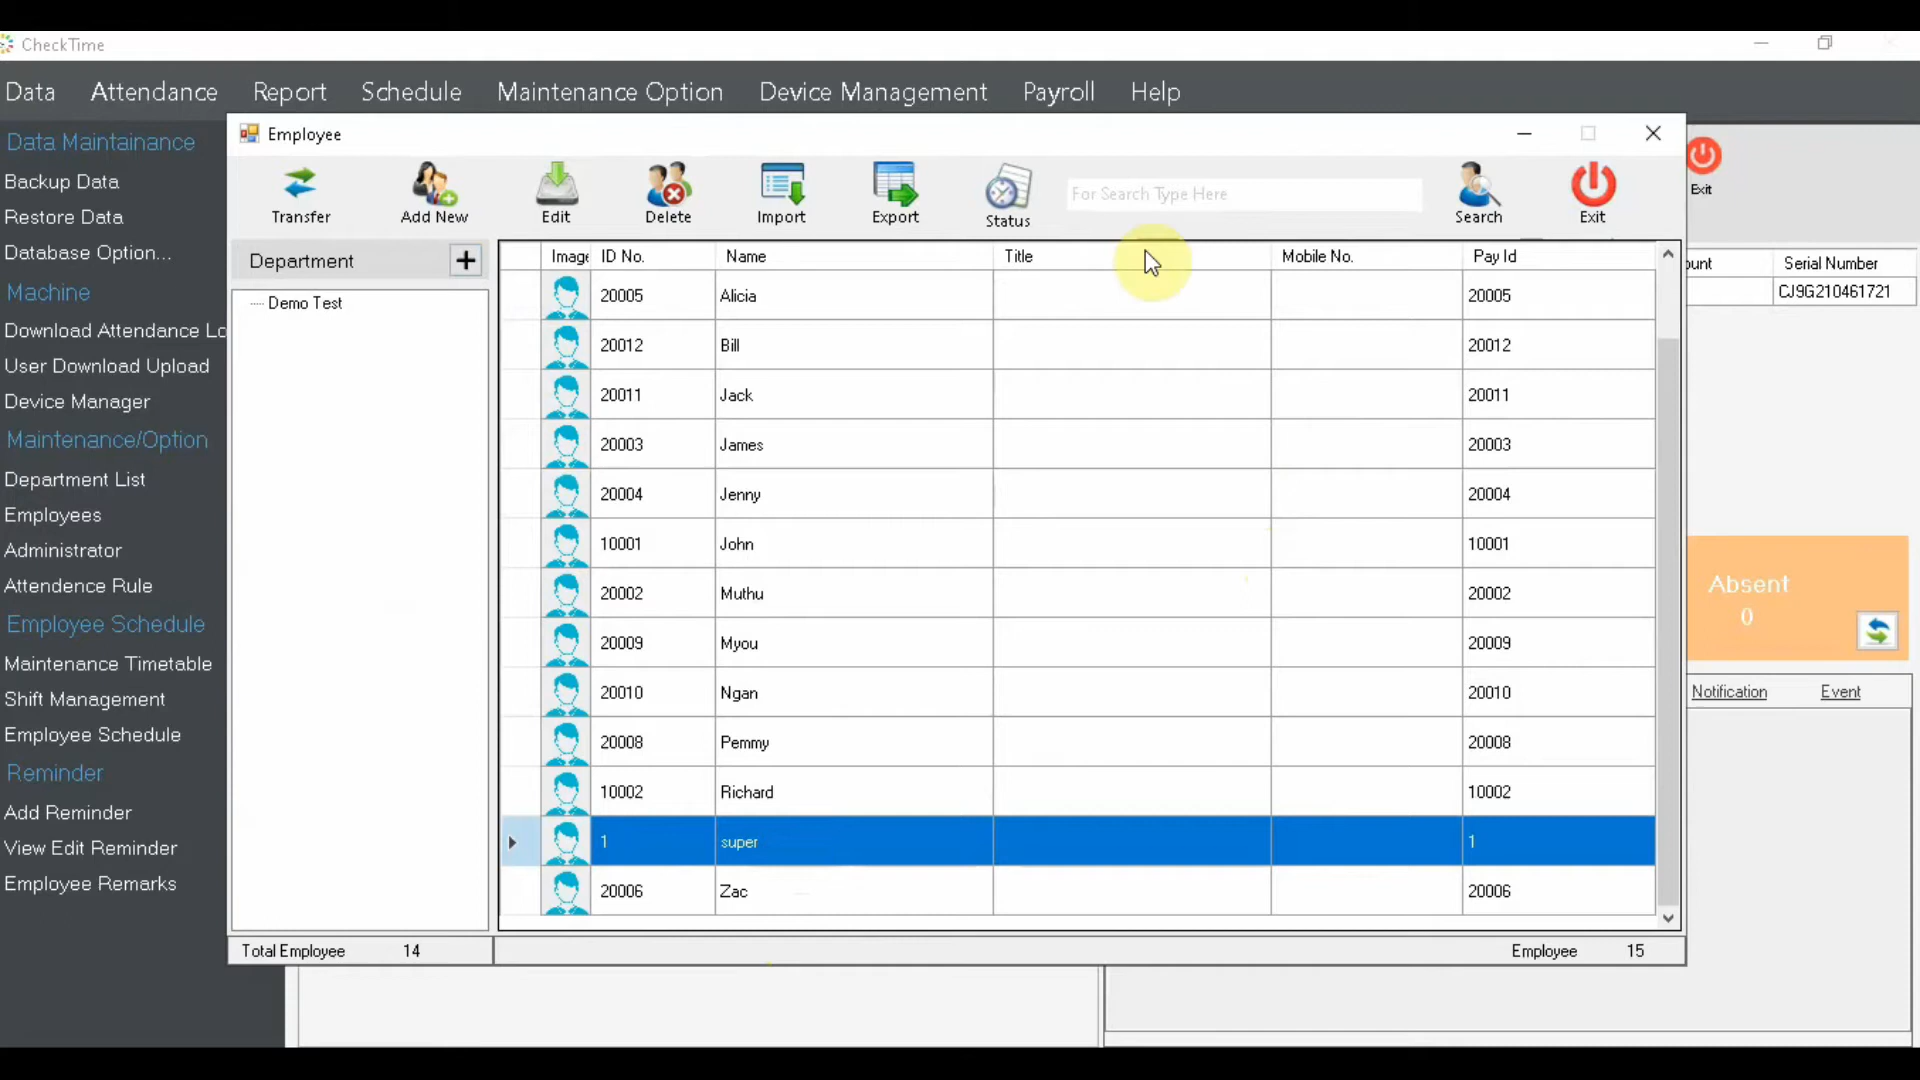 CheckTime
Data Attendance Report Schedule Maintenance Option Device Management Payroll Help
Data Maintainance
Backup Data
Restore Data
Database Option...
Machine
Download Attendance Lo
User Download Upload
Device Manager
Maintenance/Option
Department List
Employees
Administrator
Attendence Rule
Employee Schedule
Maintenance Timetable
Shift Management
Employee Schedule
Reminder
Add Reminder
View Edit Reminder
Employee Remarks
Employee
Transfer Add New Edit Delete Import Export Status For Search Type Here Search Exit
Department +
Demo Test
Image ID No. Name Title Mobile No. Pay Id
20005 Alicia 20005
20012 Bill 20012
20011 Jack 20011
20003 James 20003
20004 Jenny 20004
10001 John 10001
20002 Muthu 20002
20009 Myou 20009
20010 Ngan 20010
20008 Pemmy 20008
10002 Richard 10002
1 super 1
20006 Zac 20006
Total Employee 14
Employee 15
Exit
ount Serial Number
CJ9G210461721
Absent
0
Notification Event